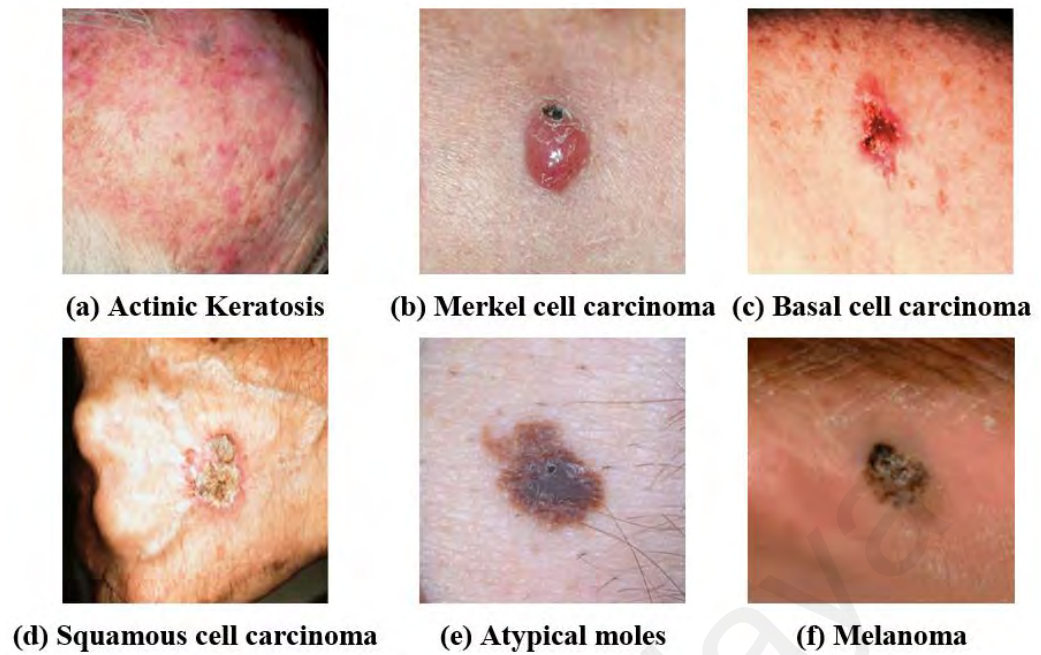 (a) Actinic Keratosis
(b) Merkel cell carcinoma
(c) Basal cell carcinoma
(d) Squamous cell carcinoma
(e) Atypical moles
(f) Melanoma